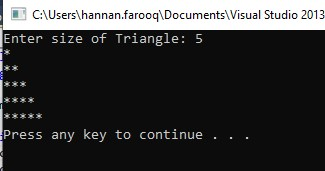 C:\Users\hannan.farooq\Documents\Visual Studio 2013
Enter size of Triangle: 5
*
**
***
****
*****
Press any key to continue . . .